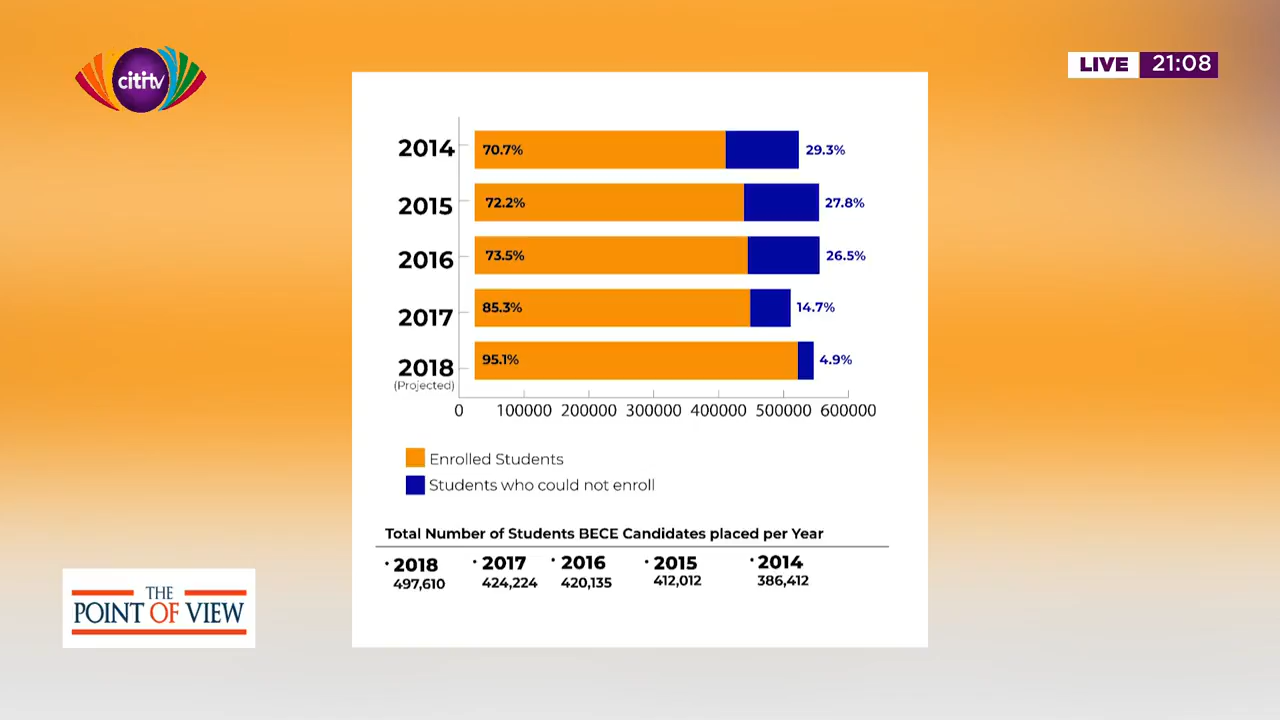 cititv
LIVE 21:08
2014 70.7% 29.3%
2015 72.2% 27.8%
2016 73.5% 26.5%
2017 85.3% 14.7%
2018 95.1% 4.9%
(Projected)
0 100000 200000 300000 400000 500000 600000
Enrolled Students
Students who could not enroll
Total Number of Students BECE Candidates placed per Year
• 2018 • 2017 • 2016 • 2015 • 2014
497,610 424,224 420,135 412,012 386,412
THE
POINT OF VIEW